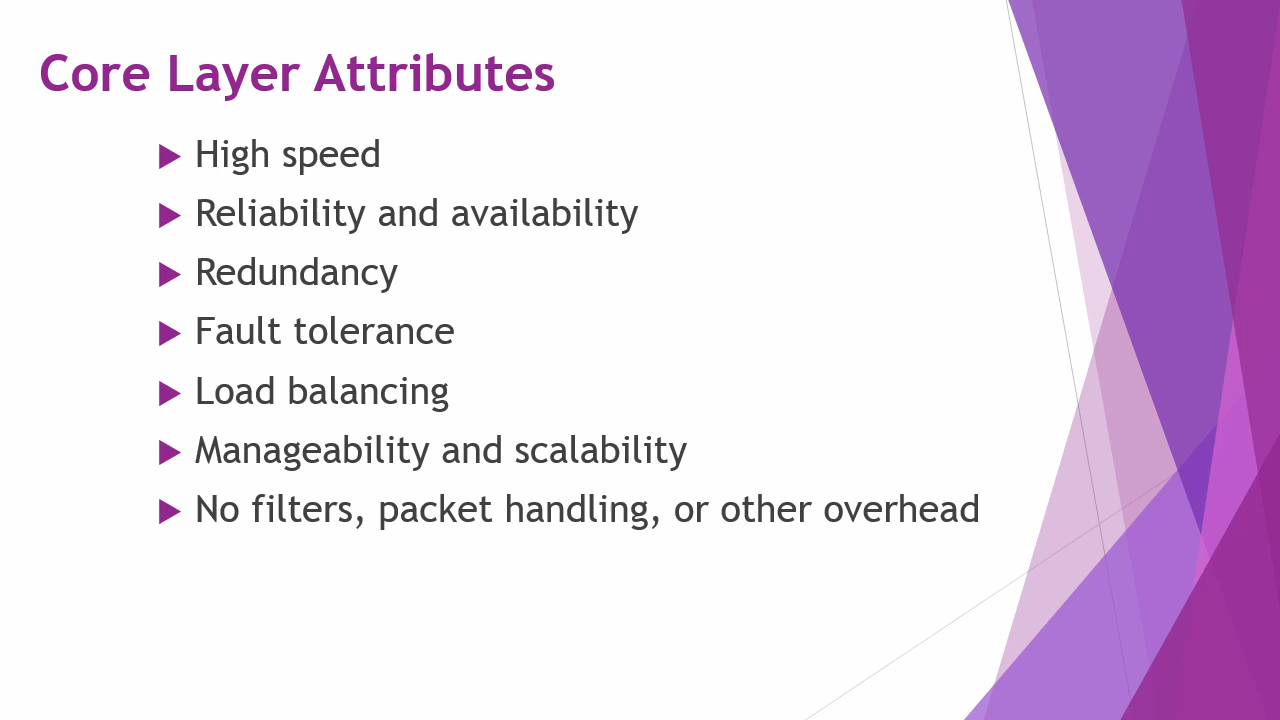 Core Layer Attributes
High speed
Reliability and availability
Redundancy
Fault tolerance
Load balancing
Manageability and scalability
No filters, packet handling, or other overhead